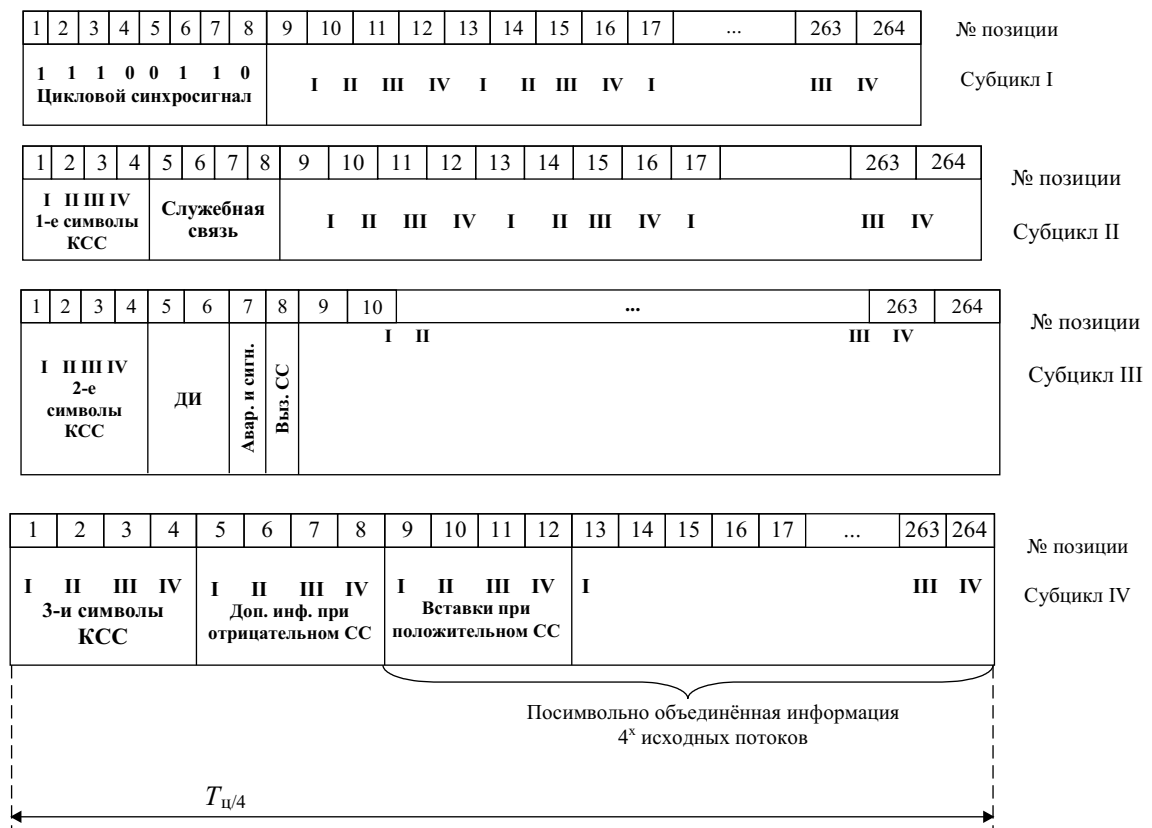 1 2 3 4 5 6 7 8 9 10 11 12 13 14 15 16 17 ... 263 264 № позиции
1 1 1 0 0 1 1 0 I II III IV I II III IV I III IV Субцикл I
Цикловой синхросигнал
1 2 3 4 5 6 7 8 9 10 11 12 13 14 15 16 17 263 264 № позиции
I II III IV Служебная
1-е символы связь I II III IV I II III IV I III IV Субцикл II
КСС
1 2 3 4 5 6 7 8 9 10 ... 263 264 № позиции
I II III IV
I II III IV Субцикл III
2-е
символы ДИ Авар. и сигн. Выз. СС
КСС
1 2 3 4 5 6 7 8 9 10 11 12 13 14 15 16 17 ... 263 264 № позиции
I II III IV I II III IV I II III IV I III IV Субцикл IV
3-и символы Доп. инф. при Вставки при
КСС отрицательном СС положительном СС
Посимвольно объединённая информация
4х исходных потоков
Tц/4